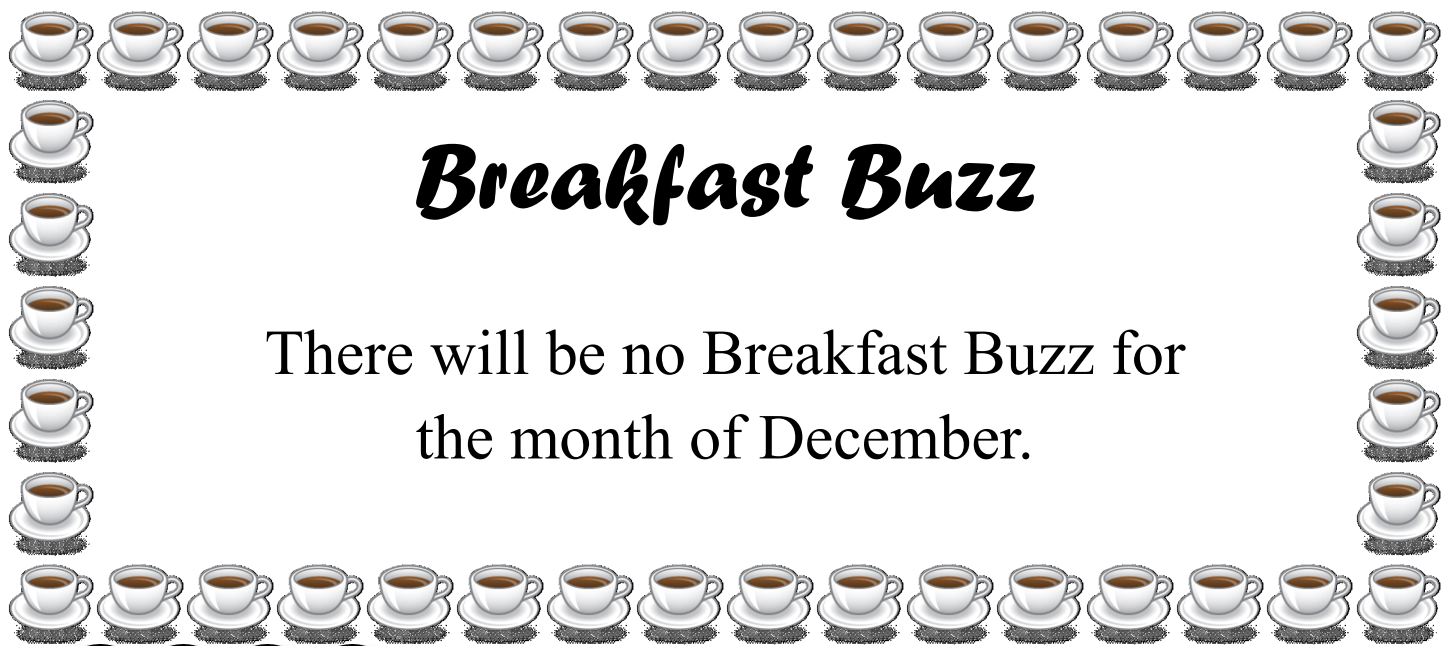 Breakfast Buzz
There will be no Breakfast Buzz for
the month of December.